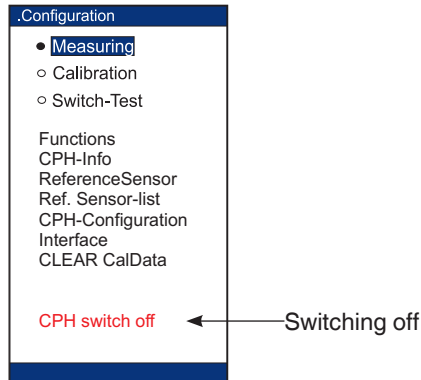 .Configuration
Measuring
Calibration
Switch-Test
Functions
CPH-Info
ReferenceSensor
Ref. Sensor-list
CPH-Configuration
Interface
CLEAR CalData
CPH switch off
Switching off